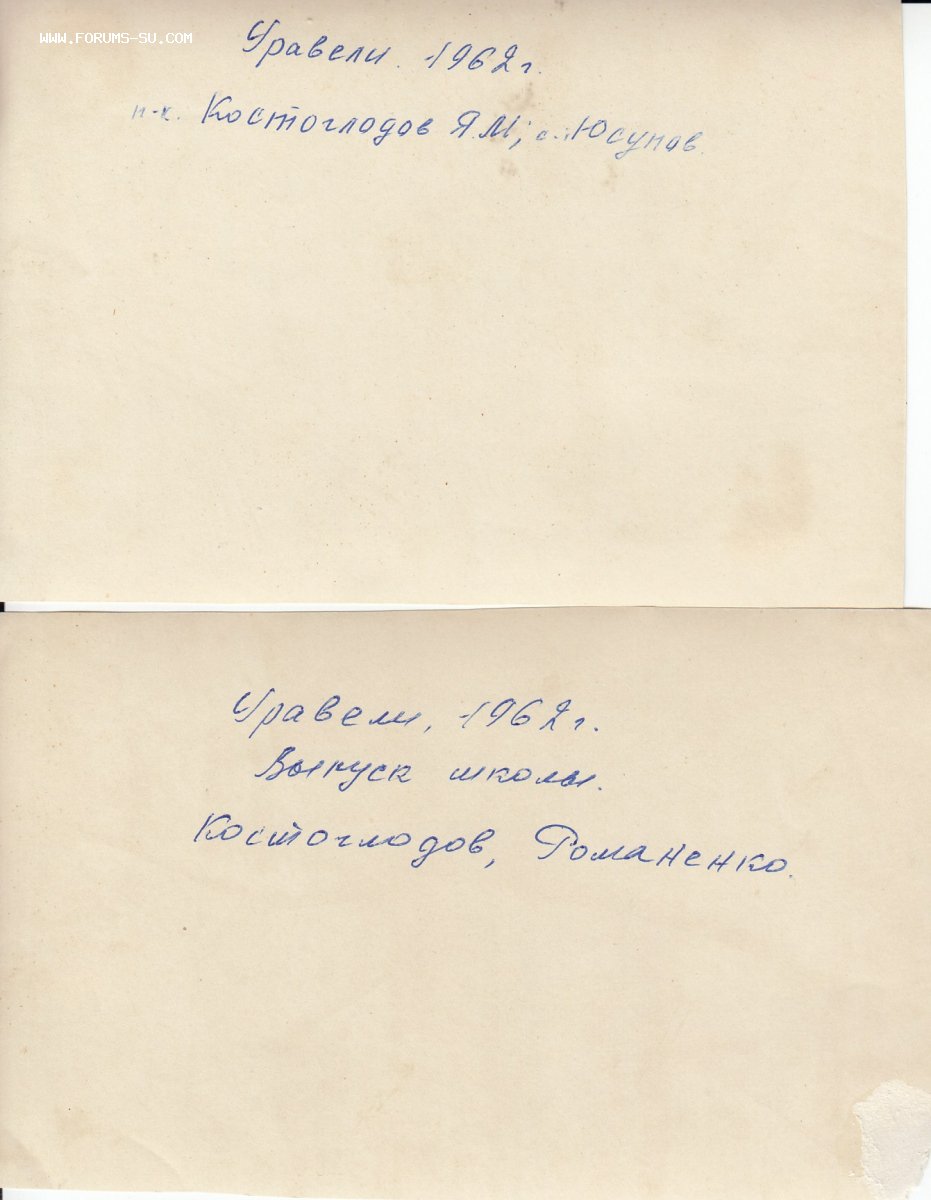 WWW.FORUMS-SU.COM
Уравели. 1962 г.
н-к. Костоглодов Я.М; с. Юсупов.
Уравели, 1962 г.
Выпуск школы.
Костоглодов, Романенко.